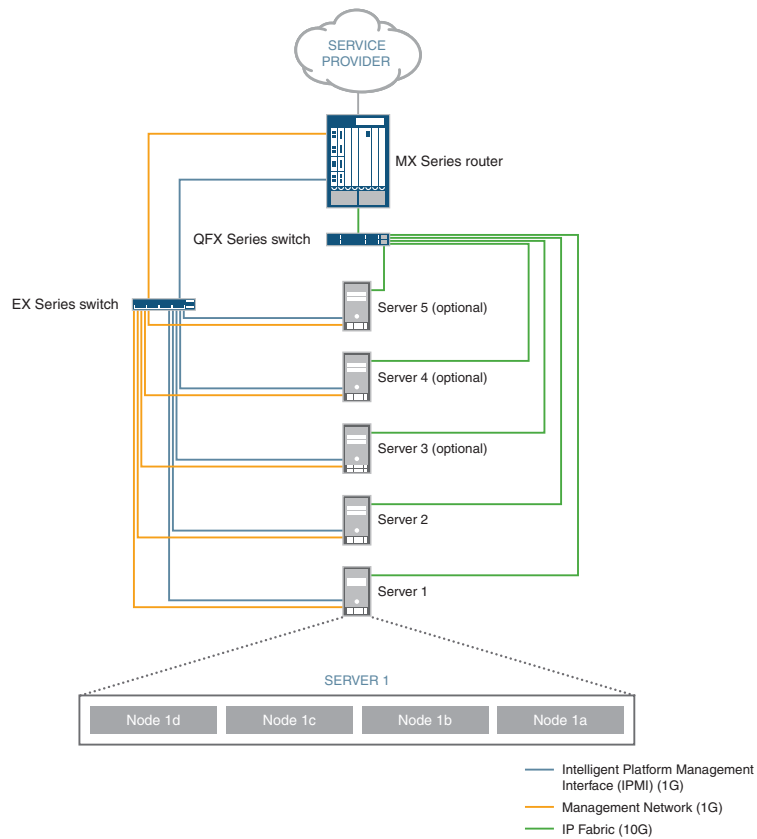 SERVICE
PROVIDER
MX Series router
QFX Series switch
EX Series switch
Server 5 (optional)
Server 4 (optional)
Server 3 (optional)
Server 2
Server 1
SERVER 1
Node 1d
Node 1c
Node 1b
Node 1a
Intelligent Platform Management
Interface (IPMI) (1G)
Management Network (1G)
IP Fabric (10G)